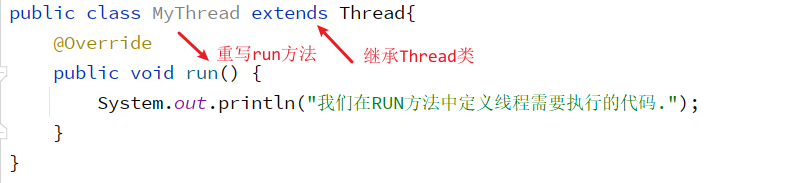 public class MyThread extends Thread{
@Override
重写run方法
继承Thread类
public void run() {
System.out.println("我们在RUN方法中定义线程需要执行的代码.");
}
}